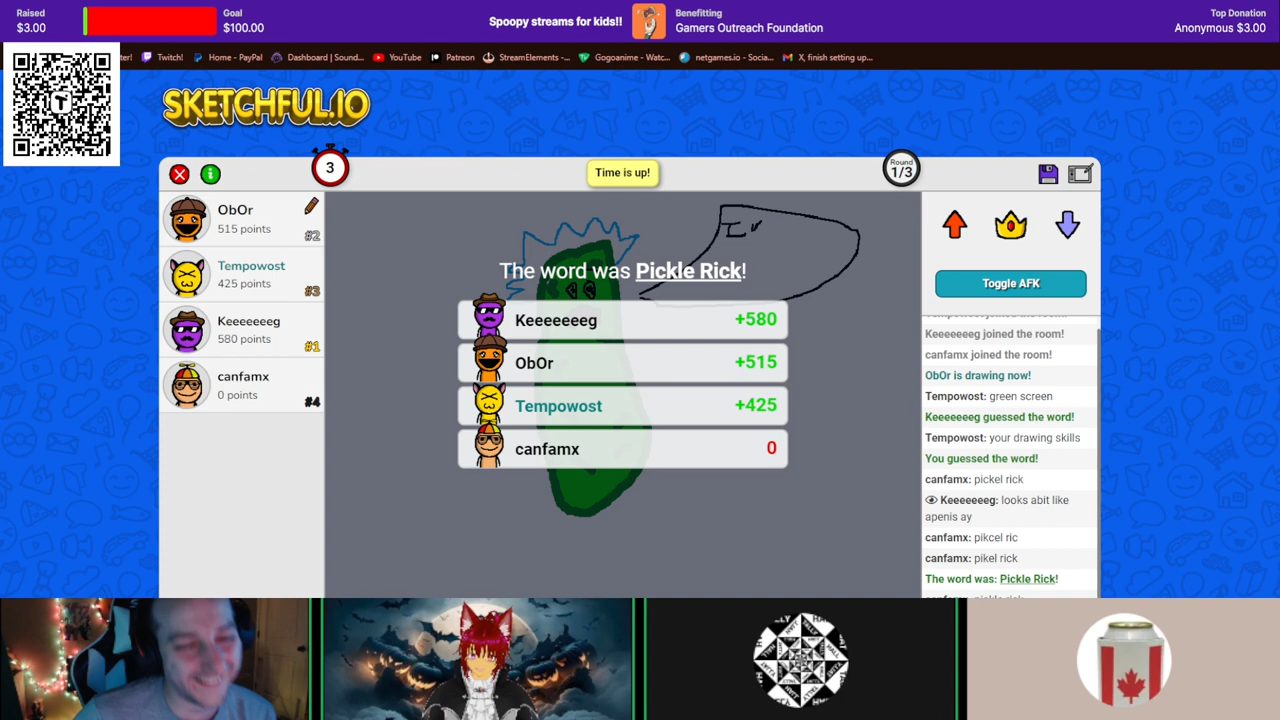 Raised
$3.00
Goal
$100.00
Spoopy streams for kids!!
Benefitting
Gamers Outreach Foundation
Top Donation
Anonymous $3.00
Twitch!
Home - PayPal
Dashboard | Sound...
YouTube
Patreon
StreamElements -...
Gogoanime - Watc...
netgames.io - Socia...
X, finish setting up...
SKETCHFUL.IO
3
Time is up!
Round
1/3
ObOr
515 points
#2
Tempowost
425 points
#3
Keeeeeeeg
580 points
#1
canfamx
0 points
#4
The word was Pickle Rick!
Keeeeeeeg +580
ObOr +515
Tempowost +425
canfamx 0
Toggle AFK
Keeeeeeeg joined the room!
canfamx joined the room!
ObOr is drawing now!
Tempowost: green screen
Keeeeeeeg guessed the word!
Tempowost: your drawing skills
You guessed the word!
canfamx: pickel rick
Keeeeeeeg: looks abit like
apenis ay
canfamx: pikcel ric
canfamx: pikel rick
The word was: Pickle Rick!